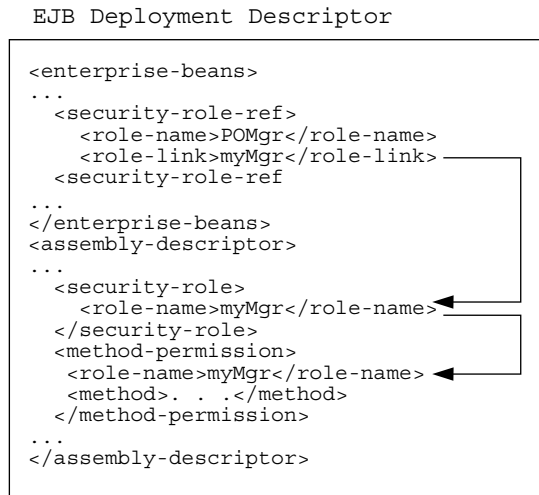 EJB Deployment Descriptor
<enterprise-beans>
...
<security-role-ref>
<role-name>POMgr</role-name>
<role-link>myMgr</role-link>
<security-role-ref
...
</enterprise-beans>
<assembly-descriptor>
...
<security-role>
<role-name>myMgr</role-name>
</security-role>
<method-permission>
<role-name>myMgr</role-name>
<method>. . .</method>
</method-permission>
...
</assembly-descriptor>